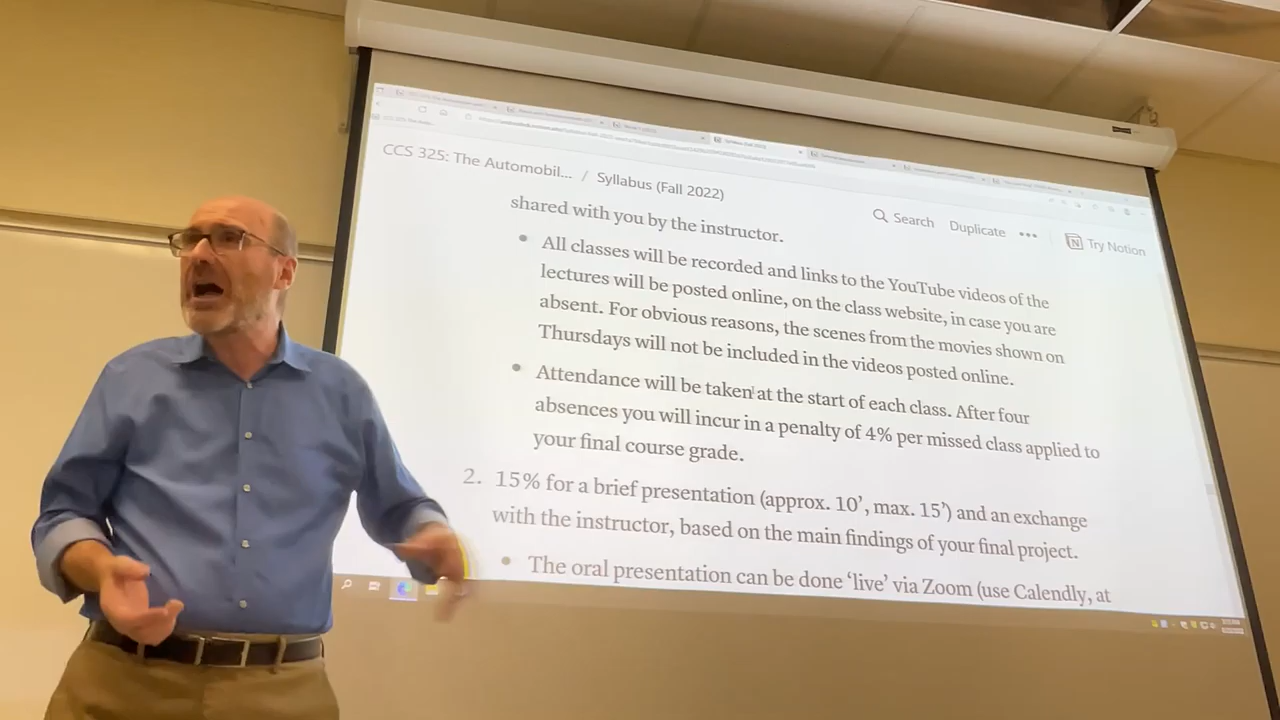 CCS 325: The Automobil... / Syllabus (Fall 2022)
Search Duplicate ••• Try Notion
shared with you by the instructor.
• All classes will be recorded and links to the YouTube videos of the
lectures will be posted online, on the class website, in case you are
absent. For obvious reasons, the scenes from the movies shown on
Thursdays will not be included in the videos posted online.
• Attendance will be taken at the start of each class. After four
absences you will incur in a penalty of 4% per missed class applied to
your final course grade.
2. 15% for a brief presentation (approx. 10’, max. 15’) and an exchange
with the instructor, based on the main findings of your final project.
• The oral presentation can be done ‘live’ via Zoom (use Calendly, at